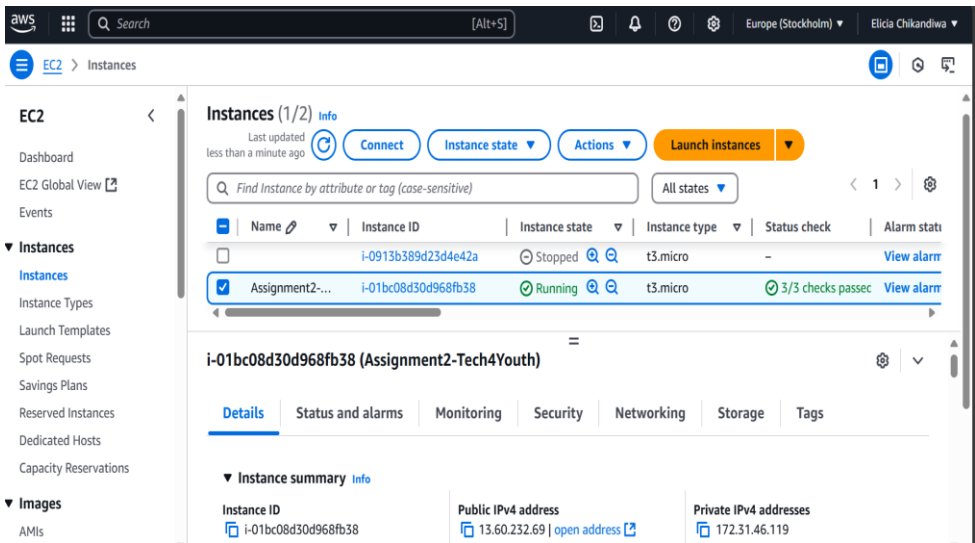 aws Search [Alt+S] Europe (Stockholm) ▼ Elicia Chikandiwa ▼
EC2 > Instances
EC2
Dashboard
EC2 Global View
Events
▼ Instances
Instances
Instance Types
Launch Templates
Spot Requests
Savings Plans
Reserved Instances
Dedicated Hosts
Capacity Reservations
▼ Images
AMIs
Instances (1/2) Info
Last updated
less than a minute ago
Connect Instance state ▼ Actions ▼ Launch instances ▼
Find Instance by attribute or tag (case-sensitive) All states ▼ < 1 >
Name Instance ID Instance state Instance type Status check Alarm statu
i-0913b389d23d4e42a Stopped t3.micro – View alarm
Assignment2-... i-01bc08d30d968fb38 Running t3.micro 3/3 checks passec View alarm
i-01bc08d30d968fb38 (Assignment2-Tech4Youth)
Details Status and alarms Monitoring Security Networking Storage Tags
▼ Instance summary Info
Instance ID Public IPv4 address Private IPv4 addresses
i-01bc08d30d968fb38 13.60.232.69 | open address 172.31.46.119